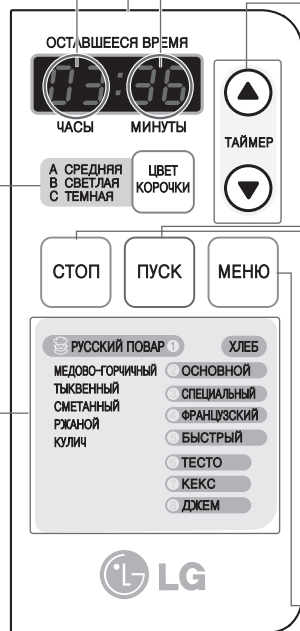 ОСТАВШЕЕСЯ ВРЕМЯ
03:36
ЧАСЫ МИНУТЫ
ТАЙМЕР
A СРЕДНЯЯ
B СВЕТЛАЯ
C ТЕМНАЯ
ЦВЕТ
КОРОЧКИ
СТОП ПУСК МЕНЮ
РУССКИЙ ПОВАР 1
МЕДОВО-ГОРЧИЧНЫЙ
ТЫКВЕННЫЙ
СМЕТАННЫЙ
РЖАНОЙ
КУЛИЧ
ХЛЕБ
2 ОСНОВНОЙ
3 СПЕЦИАЛЬНЫЙ
4 ФРАНЦУЗСКИЙ
5 БЫСТРЫЙ
6 ТЕСТО
7 КЕКС
8 ДЖЕМ
LG